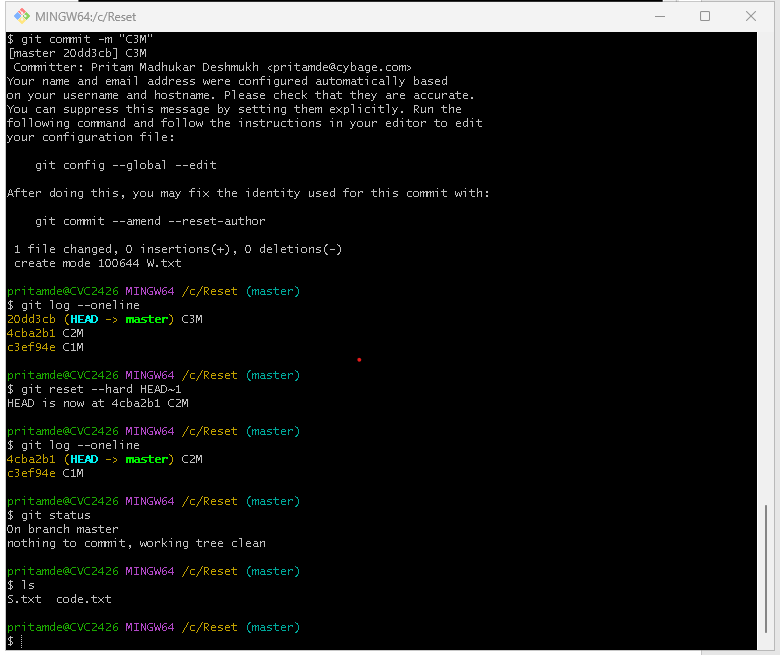 MINGW64:/c/Reset
$ git commit -m "C3M"
[master 20dd3cb] C3M
 Committer: Pritam Madhukar Deshmukh <pritamde@cybage.com>
Your name and email address were configured automatically based
on your username and hostname. Please check that they are accurate.
You can suppress this message by setting them explicitly. Run the
following command and follow the instructions in your editor to edit
your configuration file:
    git config --global --edit
After doing this, you may fix the identity used for this commit with:
    git commit --amend --reset-author
 1 file changed, 0 insertions(+), 0 deletions(-)
 create mode 100644 W.txt
pritamde@CVC2426 MINGW64 /c/Reset (master)
$ git log --oneline
20dd3cb (HEAD -> master) C3M
4cba2b1 C2M
c3ef94e C1M
pritamde@CVC2426 MINGW64 /c/Reset (master)
$ git reset --hard HEAD~1
HEAD is now at 4cba2b1 C2M
pritamde@CVC2426 MINGW64 /c/Reset (master)
$ git log --oneline
4cba2b1 (HEAD -> master) C2M
c3ef94e C1M
pritamde@CVC2426 MINGW64 /c/Reset (master)
$ git status
On branch master
nothing to commit, working tree clean
pritamde@CVC2426 MINGW64 /c/Reset (master)
$ ls
S.txt  code.txt
pritamde@CVC2426 MINGW64 /c/Reset (master)
$